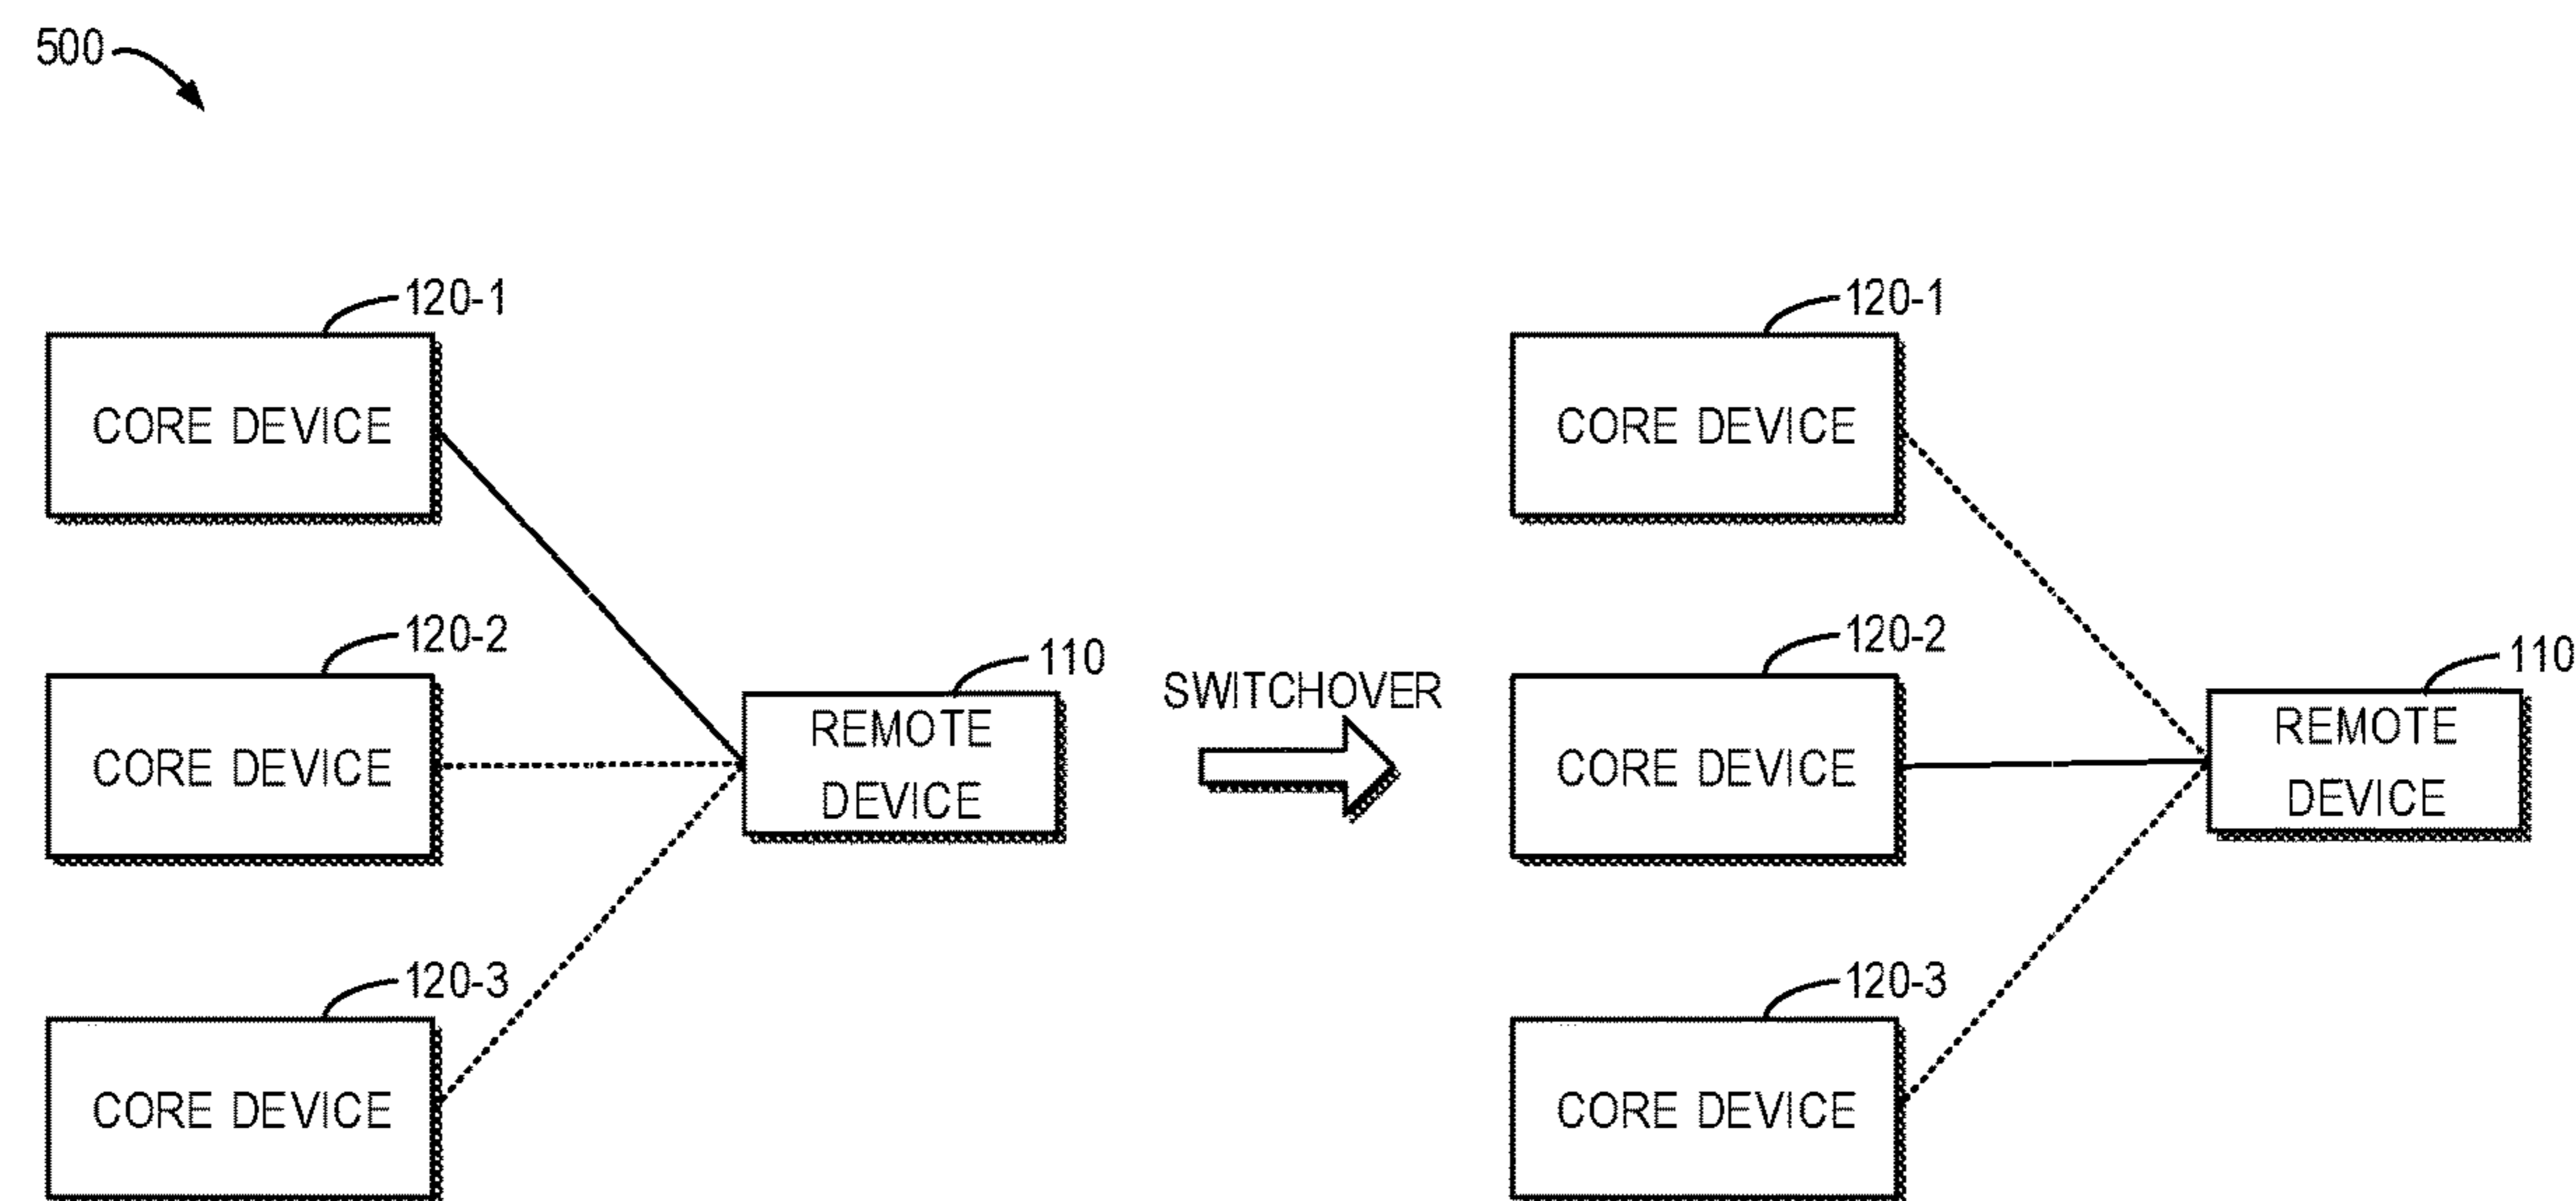 500
120-1
CORE DEVICE
120-2
CORE DEVICE
120-3
CORE DEVICE
110
REMOTE
DEVICE
SWITCHOVER
120-1
CORE DEVICE
120-2
CORE DEVICE
120-3
CORE DEVICE
110
REMOTE
DEVICE